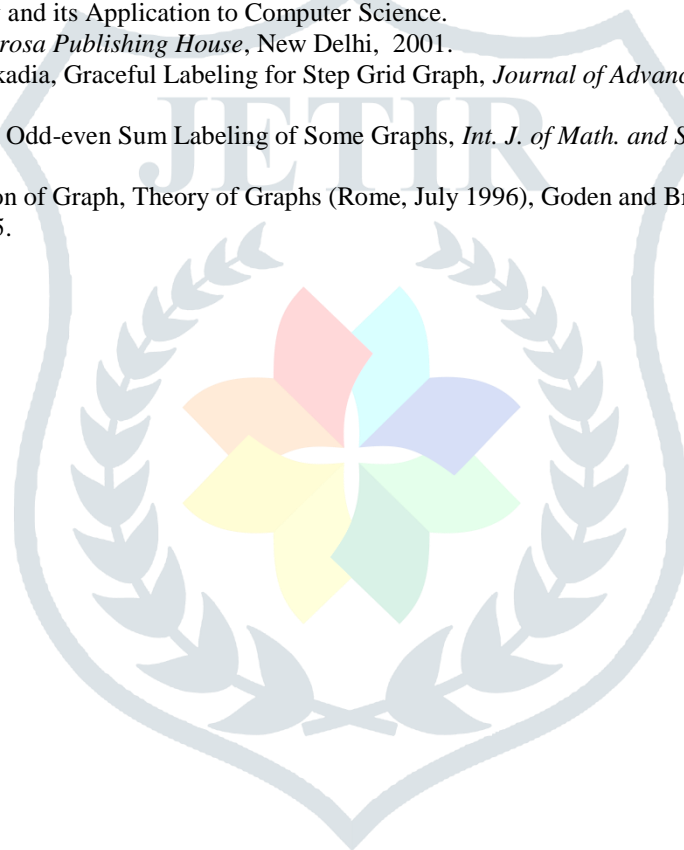 and its Application to Computer Science.
rosa Publishing House, New Delhi, 2001.
kadia, Graceful Labeling for Step Grid Graph, Journal of Advanc
Odd-even Sum Labeling of Some Graphs, Int. J. of Math. and S
on of Graph, Theory of Graphs (Rome, July 1996), Goden and Br
5.
JETIR